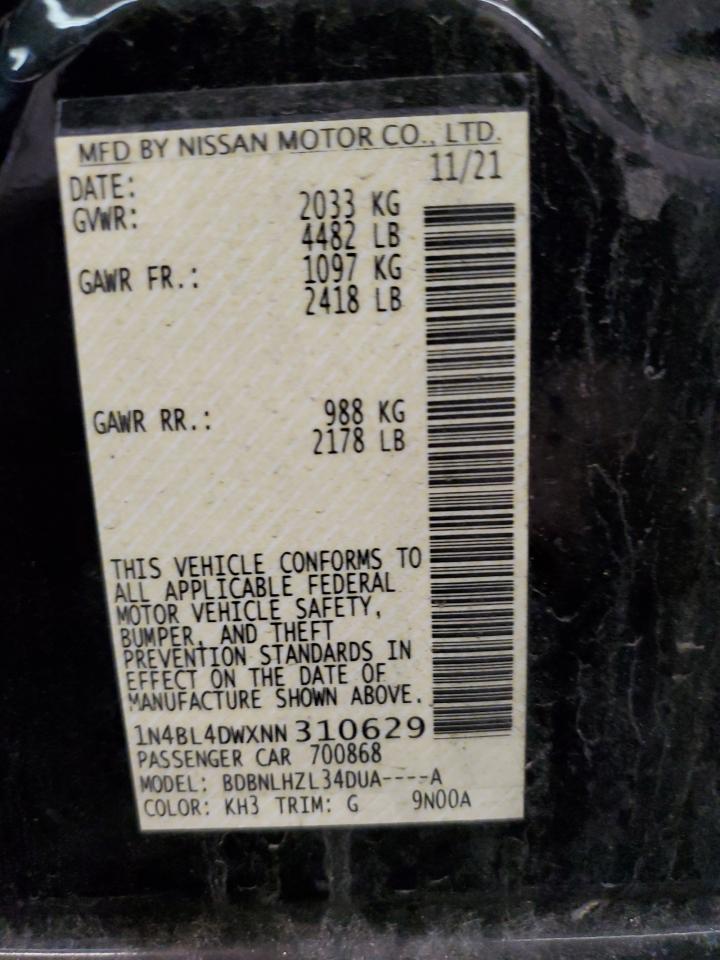 MFD BY NISSAN MOTOR CO., LTD.
DATE: 11/21
GVWR: 2033 KG
4482 LB
GAWR FR.: 1097 KG
2418 LB
GAWR RR.: 988 KG
2178 LB
THIS VEHICLE CONFORMS TO
ALL APPLICABLE FEDERAL
MOTOR VEHICLE SAFETY,
BUMPER, AND THEFT
PREVENTION STANDARDS IN
EFFECT ON THE DATE OF
MANUFACTURE SHOWN ABOVE.
1N4BL4DWXNN310629
PASSENGER CAR 700868
MODEL: BDBNLHZL34DUA----A
COLOR: KH3 TRIM: G 9N00A